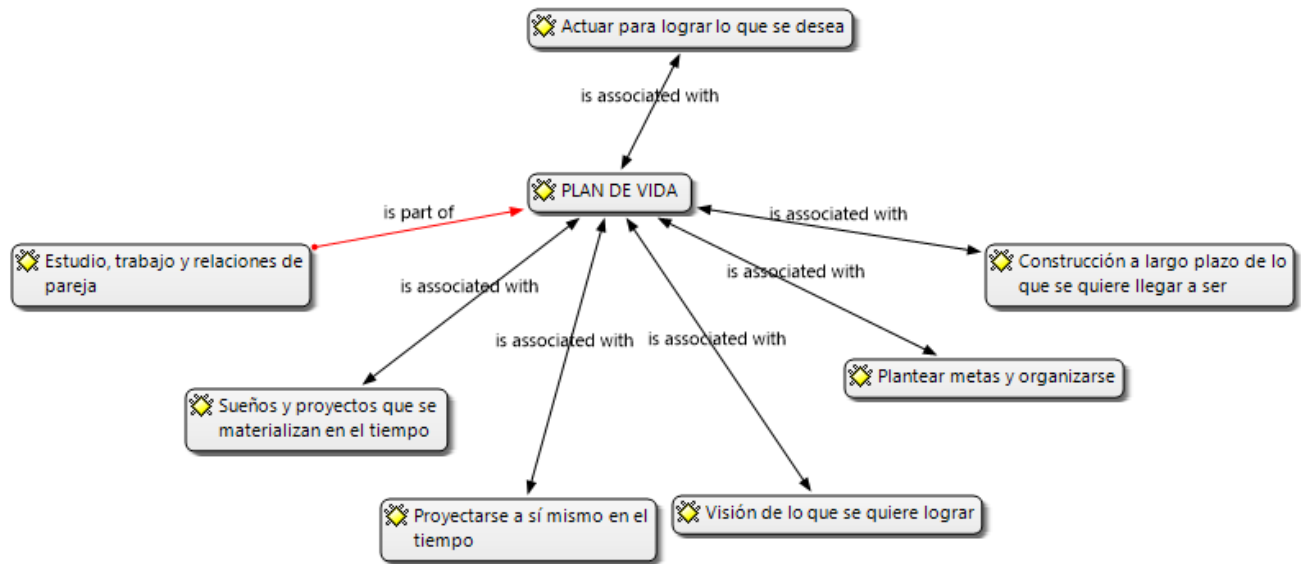 Actuar para lograr lo que se desea
is associated with
PLAN DE VIDA
is part of
is associated with
Estudio, trabajo y relaciones de
pareja
Construcción a largo plazo de lo
que se quiere llegar a ser
is associated with
is associated with
is associated with
is associated with
Plantear metas y organizarse
Sueños y proyectos que se
materializan en el tiempo
Proyectarse a sí mismo en el
tiempo
Visión de lo que se quiere lograr